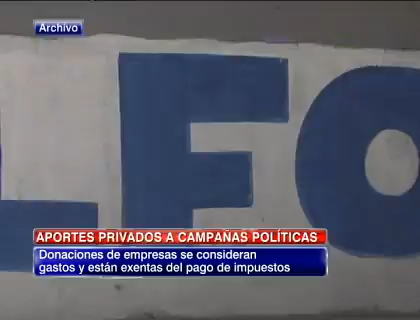 Archivo
LFO
APORTES PRIVADOS A CAMPAÑAS POLÍTICAS
Donaciones de empresas se consideran
gastos y están exentas del pago de impuestos